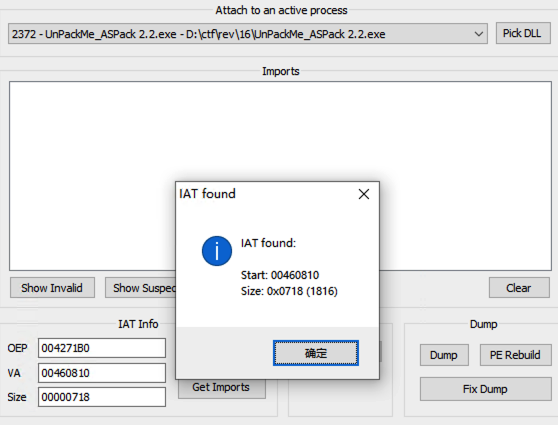 Attach to an active process
2372 - UnPackMe_ASPack 2.2.exe - D:\ctf\rev\16\UnPackMe_ASPack 2.2.exe
Pick DLL
Imports
IAT found
IAT found:
Start: 00460810
Size: 0x0718 (1816)
确定
Show Invalid
Show Suspec
Clear
IAT Info
OEP 004271B0
VA 00460810
Size 00000718
Get Imports
Dump
Dump
PE Rebuild
Fix Dump